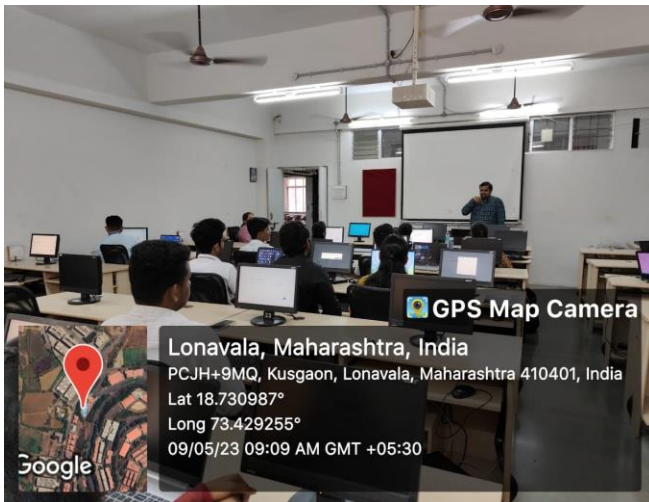 GPS Map Camera
Lonavala, Maharashtra, India
PCJH+9MQ, Kusgaon, Lonavala, Maharashtra 410401, India
Lat 18.730987°
Long 73.429255°
09/05/23 09:09 AM GMT +05:30
Google